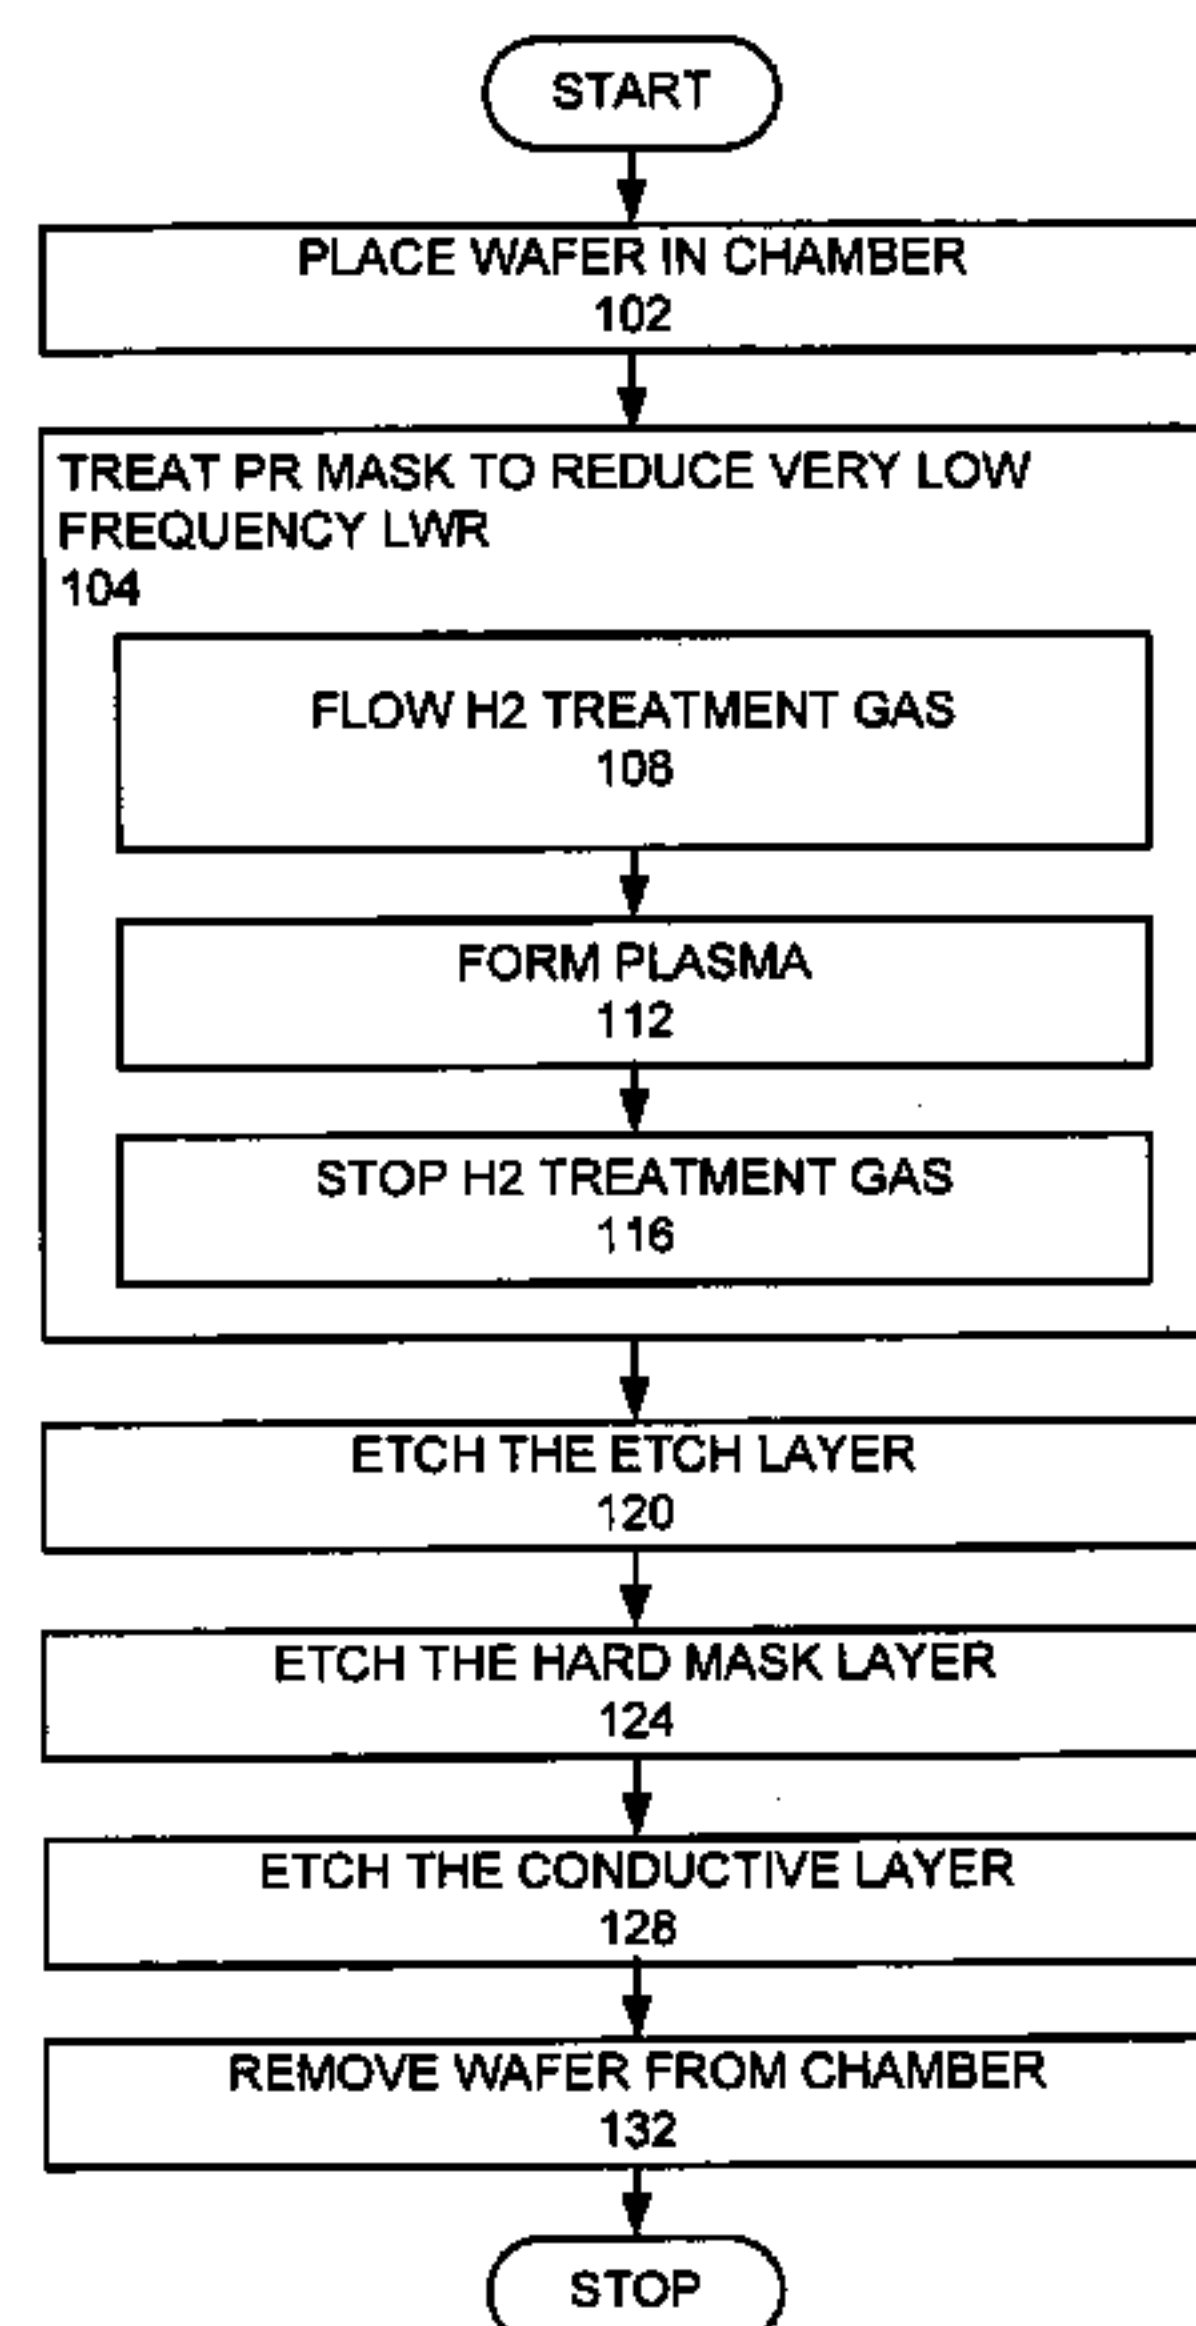 START
PLACE WAFER IN CHAMBER
102
TREAT PR MASK TO REDUCE VERY LOW
FREQUENCY LWR
104
FLOW H2 TREATMENT GAS
108
FORM PLASMA
112
STOP H2 TREATMENT GAS
116
ETCH THE ETCH LAYER
120
ETCH THE HARD MASK LAYER
124
ETCH THE CONDUCTIVE LAYER
128
REMOVE WAFER FROM CHAMBER
132
STOP